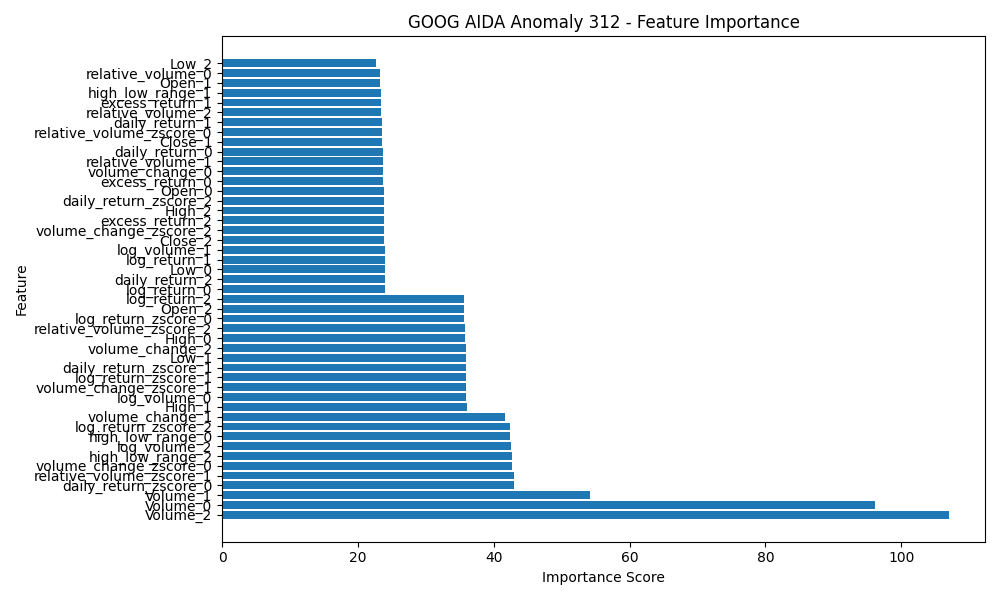 GOOG AIDA Anomaly 312 - Feature Importance
Low_2
relative_volume_0
Open_1
high_low_range_1
excess_return_1
relative_volume_2
daily_return_1
relative_volume_zscore_0
Close_1
daily_return_0
relative_volume_1
volume_change_0
excess_return_0
Open_0
daily_return_zscore_2
High_2
excess_return_2
volume_change_zscore_2
Close_2
log_volume_1
log_return_1
Low_0
daily_return_2
log_return_0
log_return_2
Open_2
log_return_zscore_0
relative_volume_zscore_2
High_0
volume_change_2
Low_1
daily_return_zscore_1
log_return_zscore_1
volume_change_zscore_1
log_volume_0
High_1
volume_change_1
log_return_zscore_2
high_low_range_0
log_volume_2
high_low_range_2
volume_change_zscore_0
relative_volume_zscore_1
daily_return_zscore_0
Volume_1
Volume_0
Volume_2
Feature
0 20 40 60 80 100
Importance Score